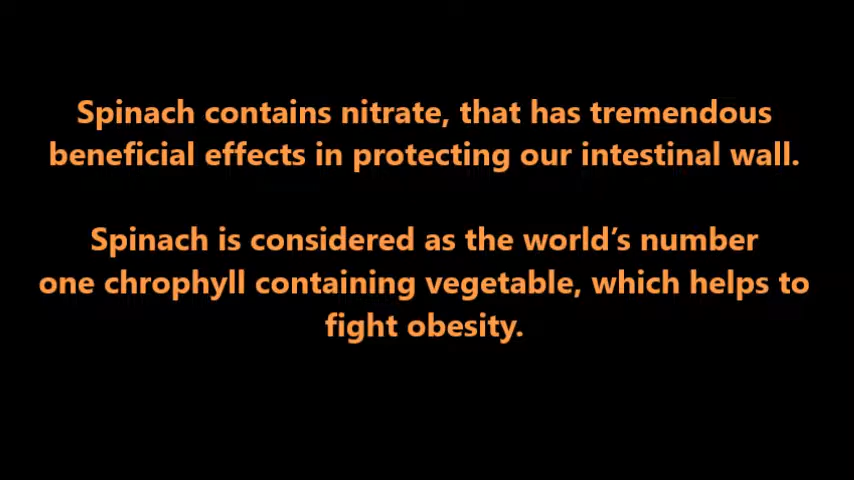 Spinach contains nitrate, that has tremendous
beneficial effects in protecting our intestinal wall.
Spinach is considered as the world’s number
one chrophyll containing vegetable, which helps to
fight obesity.